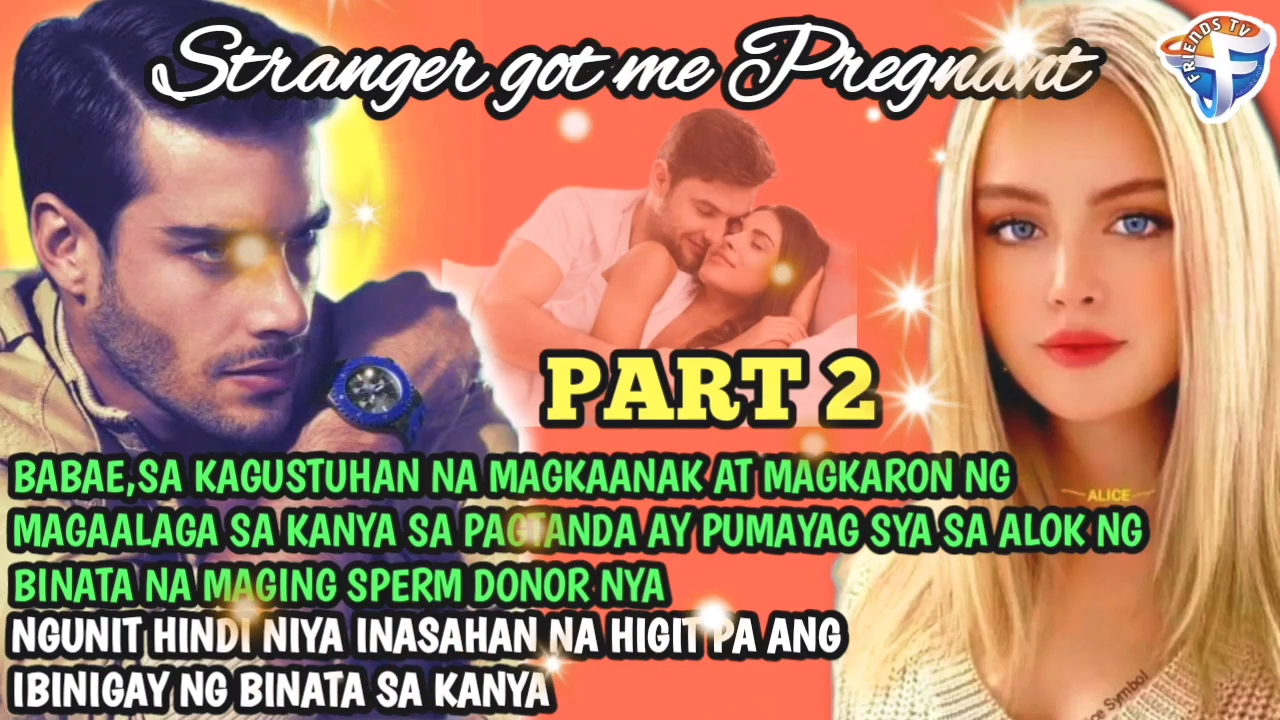 Stranger got me Pregnant
FRIENDS TV
PART 2
BABAE,SA KAGUSTUHAN NA MAGKAANAK AT MAGKARON NG
ALICE
MAGAALAGA SA KANYA SA PAGTANDA AY PUMAYAG SYA SA ALOK NG
BINATA NA MAGING SPERM DONOR NYA
NGUNIT HINDI NIYA INASAHAN NA HIGIT PA ANG
IBINIGAY NG BINATA SA KANYA
Symbol